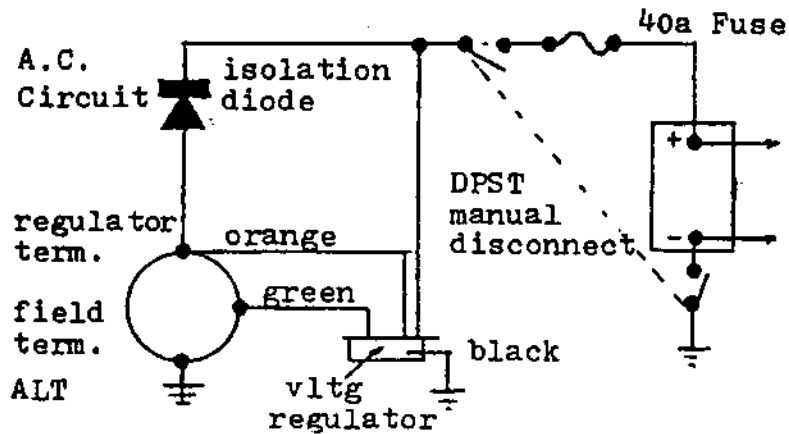 40a Fuse
A.C.
Circuit
isolation
diode
+
DPST
manual
disconnect
-
regulator
term.
orange
green
field
term.
black
ALT
vltg
regulator